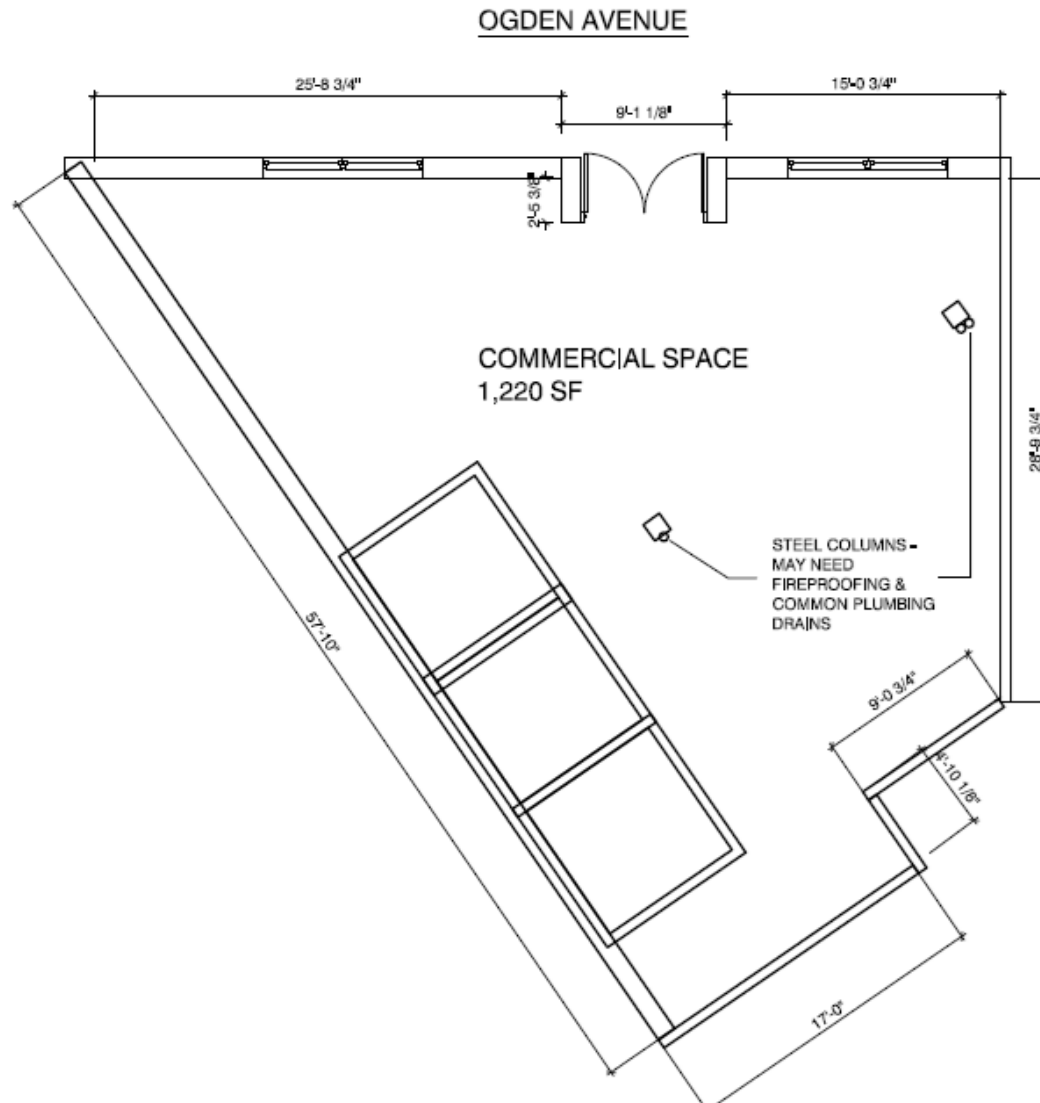 OGDEN AVENUE
25'-8 3/4"
15'-0 3/4"
9'-1 1/8"
2'-5 3/8"
COMMERCIAL SPACE
1,220 SF
28'-9 3/4"
STEEL COLUMNS -
MAY NEED
FIREPROOFING &
COMMON PLUMBING
DRAINS
57'-10"
9'-0 3/4"
4'-10 1/8"
17'-0"